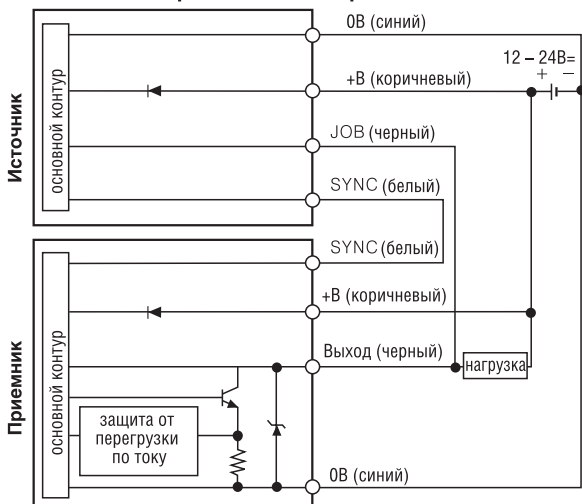 0В (синий)
12 – 24В=
+ –
+В (коричневый)
JOB (черный)
SYNC (белый)
Источник
основной контур
SYNC (белый)
+В (коричневый)
Выход (черный)
нагрузка
Приемник
основной контур
защита от
перегрузки
по току
0В (синий)